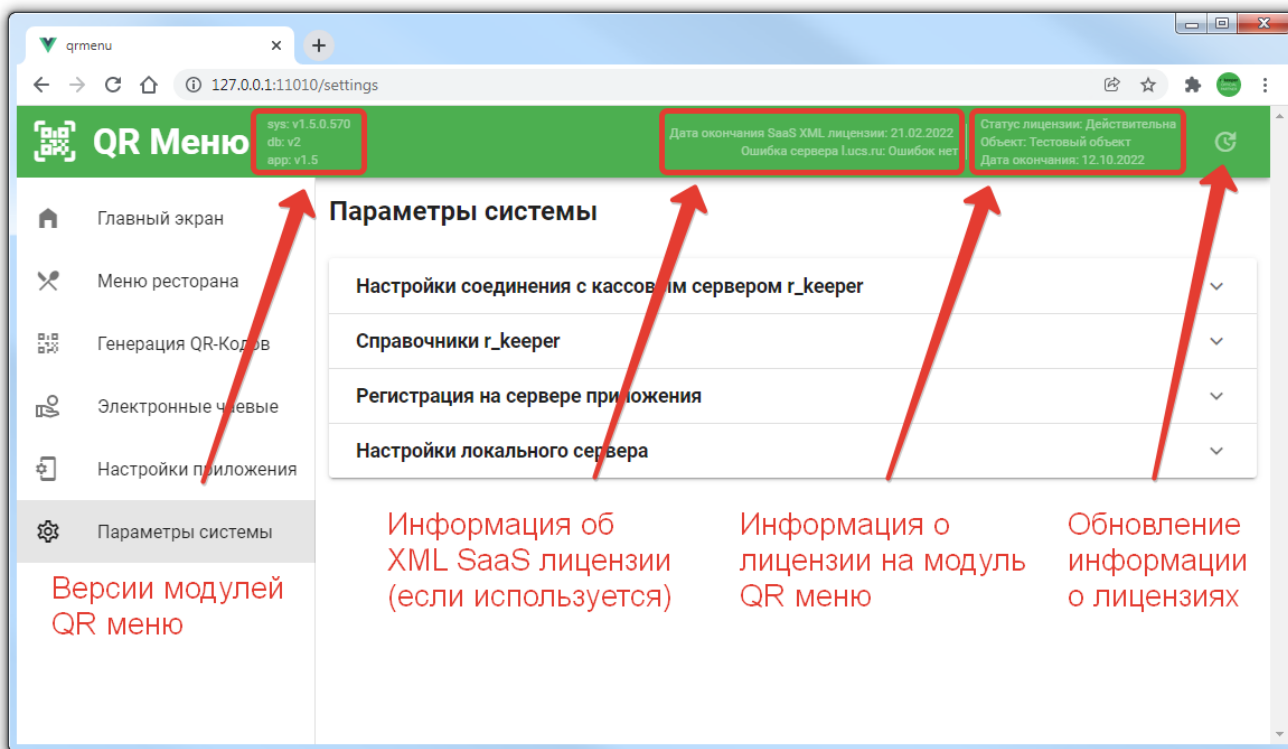 qrmenu
127.0.0.1:11010/settings
QR Меню
sys: v1.5.0.570
db: v2
app: v1.5
Дата окончания SaaS XML лицензии: 21.02.2022
Ошибка сервера l.ucs.ru: Ошибок нет
Статус лицензии: Действительна
Объект: Тестовый объект
Дата окончания: 12.10.2022
Главный экран
Меню ресторана
Генерация QR-Кодов
Электронные чаевые
Настройки приложения
Параметры системы
Параметры системы
Настройки соединения с кассовым сервером r_keeper
Справочники r_keeper
Регистрация на сервере приложения
Настройки локального сервера
Версии модулей
QR меню
Информация об
XML SaaS лицензии
(если используется)
Информация о
лицензии на модуль
QR меню
Обновление
информации
о лицензиях